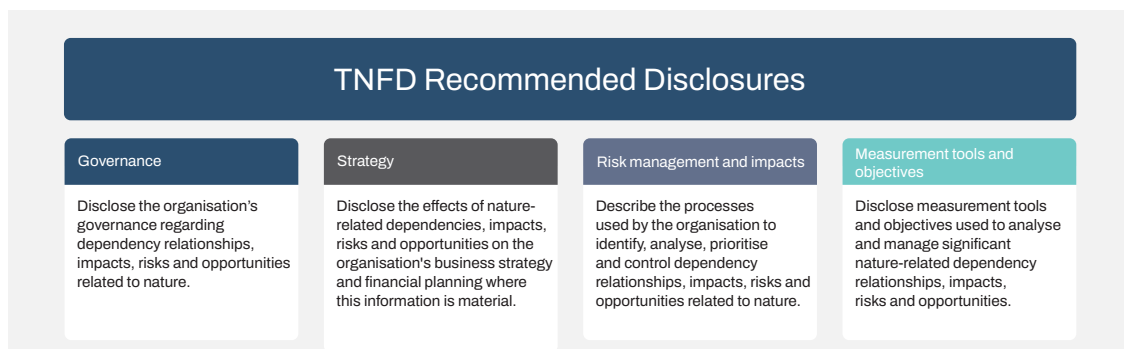 TNFD Recommended Disclosures
Governance
Disclose the organisation's
governance regarding
dependency relationships,
impacts, risks and opportunities
related to nature.
Strategy
Disclose the effects of nature-
related dependencies, impacts,
risks and opportunities on the
organisation's business strategy
and financial planning where
this information is material.
Risk management and impacts
Describe the processes
used by the organisation to
identify, analyse, prioritise
and control dependency
relationships, impacts, risks and
opportunities related to nature.
Measurement tools and
objectives
Disclose measurement tools
and objectives used to analyse
and manage significant
nature-related dependency
relationships, impacts,
risks and opportunities.